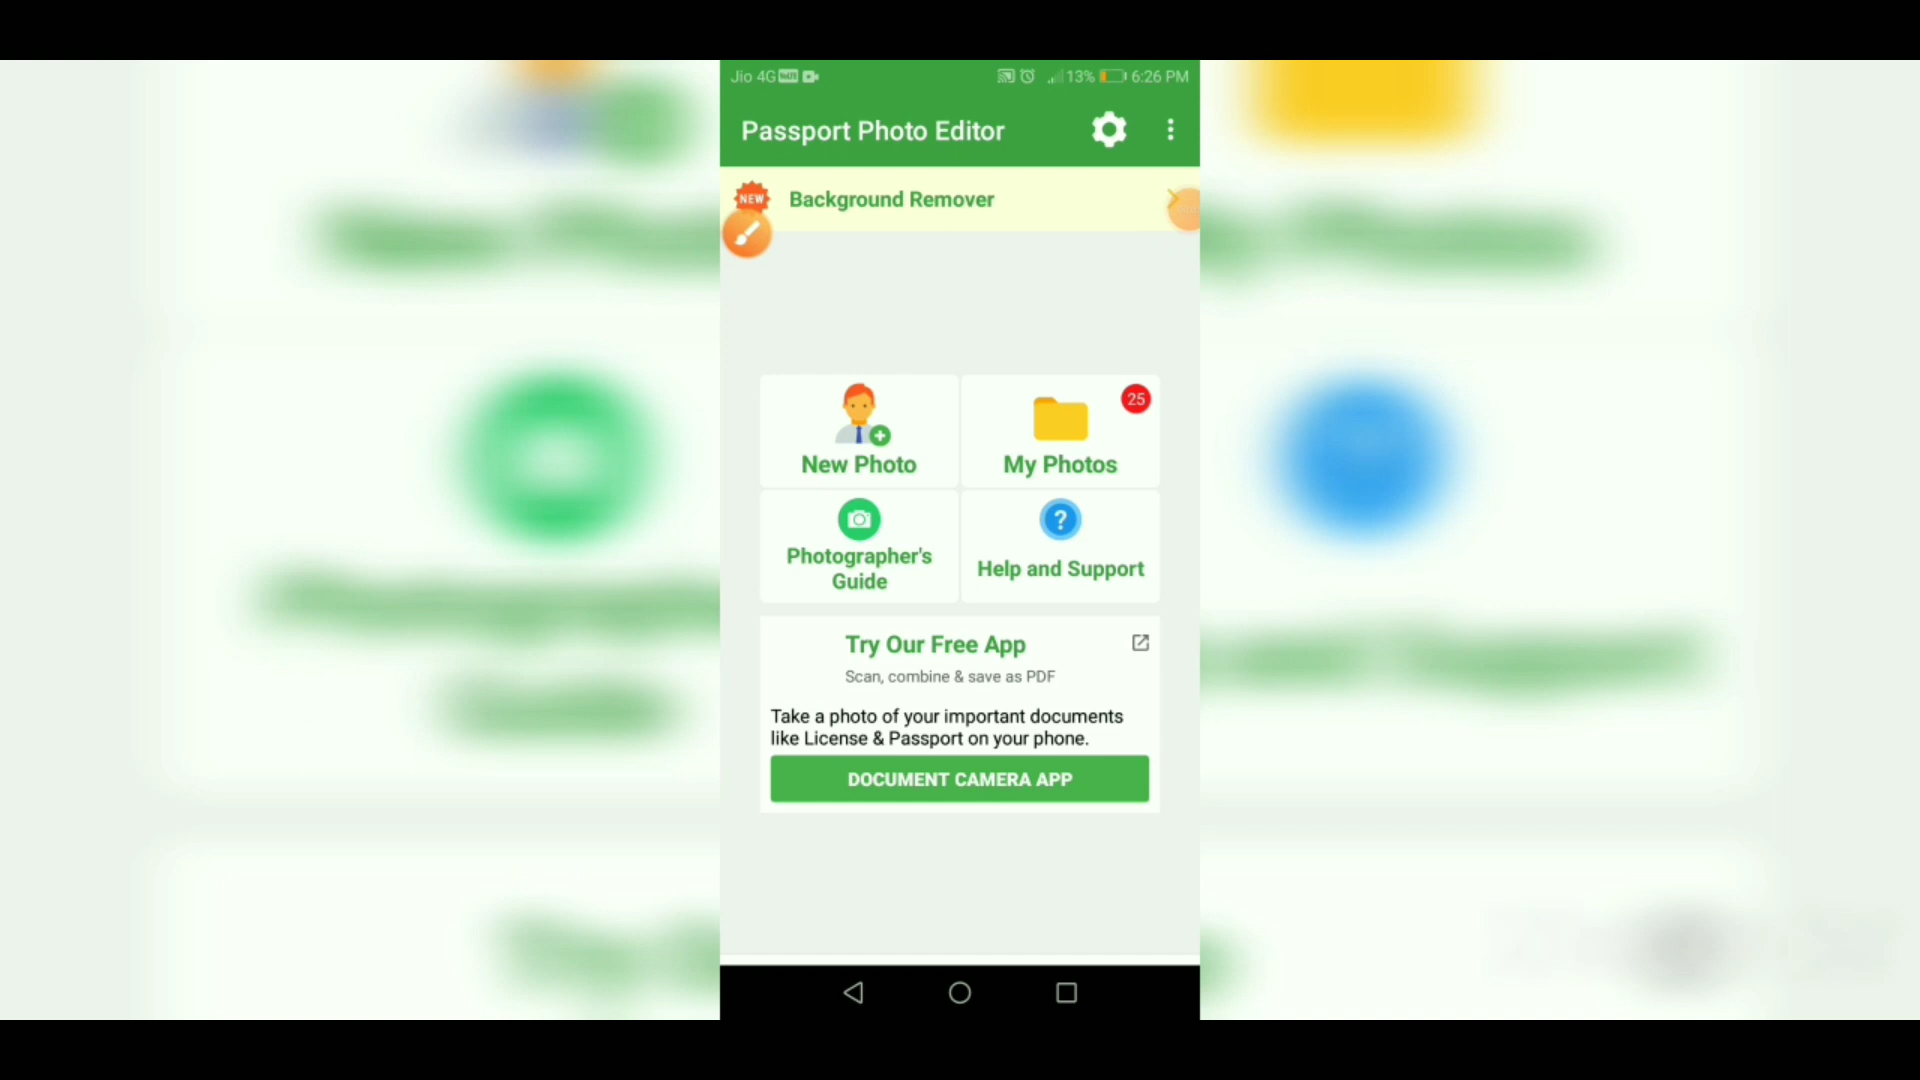 Jio 4G 13% 6:26 PM
Passport Photo Editor
NEW
Background Remover
25
New Photo
My Photos
?
Photographer's
Guide
Help and Support
Try Our Free App
Scan, combine & save as PDF
Take a photo of your important documents
like License & Passport on your phone.
DOCUMENT CAMERA APP